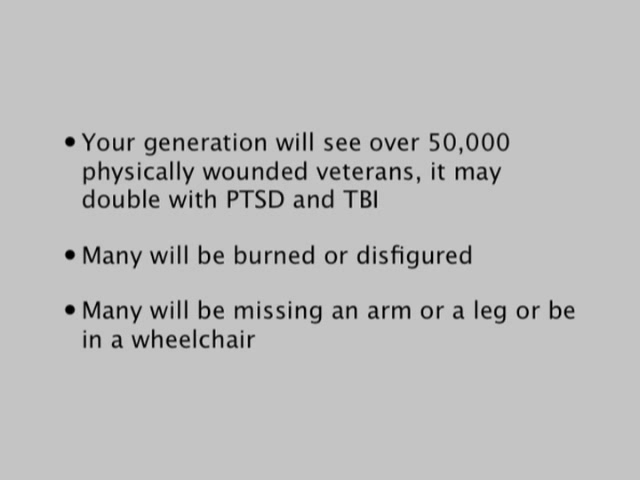 • Your generation will see over 50,000
physically wounded veterans, it may
double with PTSD and TBI
• Many will be burned or disfigured
• Many will be missing an arm or a leg or be
in a wheelchair